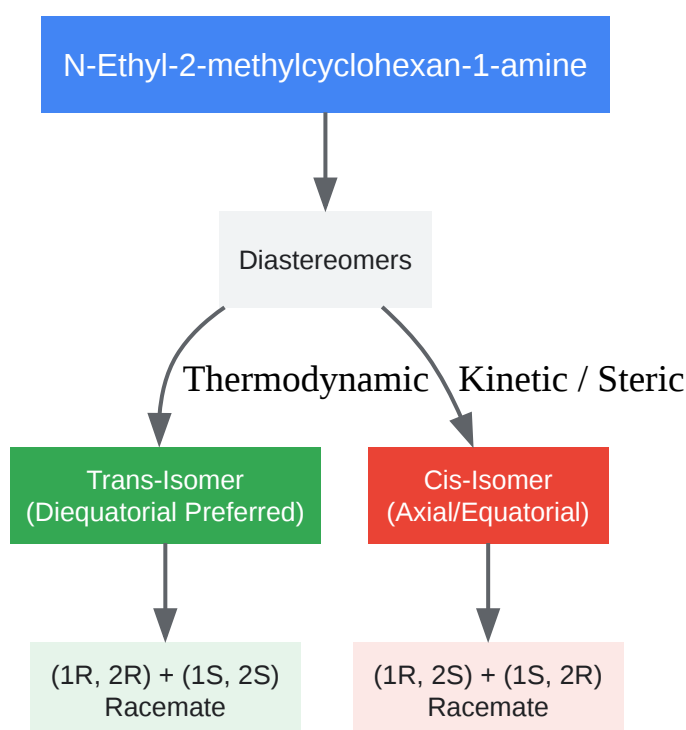 N-Ethyl-2-methylcyclohexan-1-amine
Diastereomers
Thermodynamic
Kinetic / Steric
Trans-Isomer
(Diequatorial Preferred)
Cis-Isomer
(Axial/Equatorial)
(1R, 2R) + (1S, 2S)
Racemate
(1R, 2S) + (1S, 2R)
Racemate